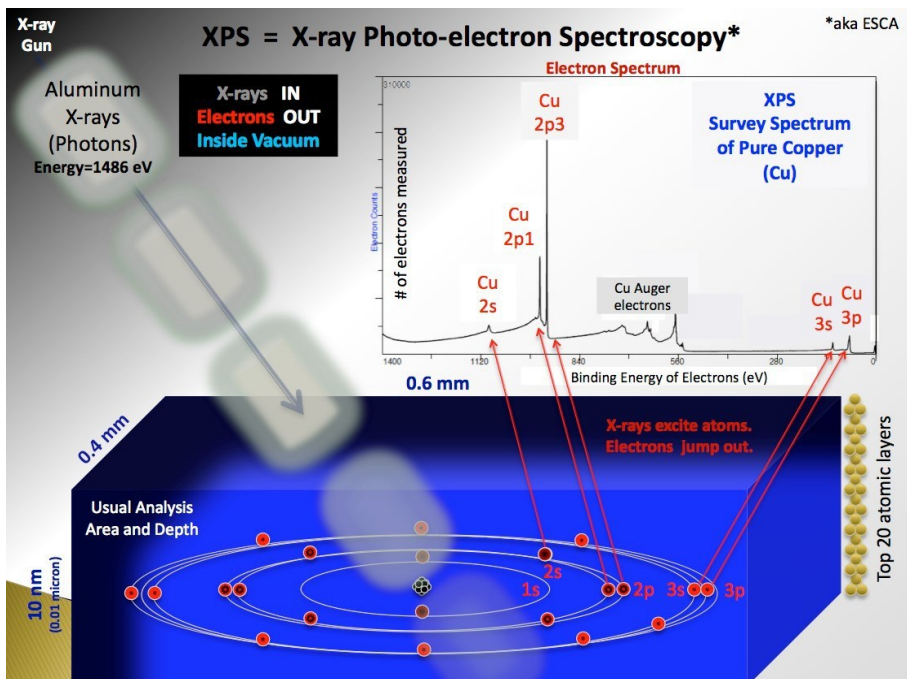 X-ray
Gun
XPS = X-ray Photo-electron Spectroscopy*
*aka ESCA
Aluminum
X-rays
(Photons)
Energy=1486 eV
X-rays IN
Electrons OUT
Inside Vacuum
Electron Spectrum
310000
Cu
2p3
XPS
Survey Spectrum
of Pure Copper
(Cu)
Electron Counts
# of electrons measured
Cu
2p1
Cu
2s
Cu Auger
electrons
Cu
3s
Cu
3p
1400
1120
840
560
280
0
Binding Energy of Electrons (eV)
0.6 mm
0.4 mm
X-rays excite atoms.
Electrons jump out.
Usual Analysis
Area and Depth
10 nm
(0.01 micron)
1s
2s
2p
3s
3p
Top 20 atomic layers